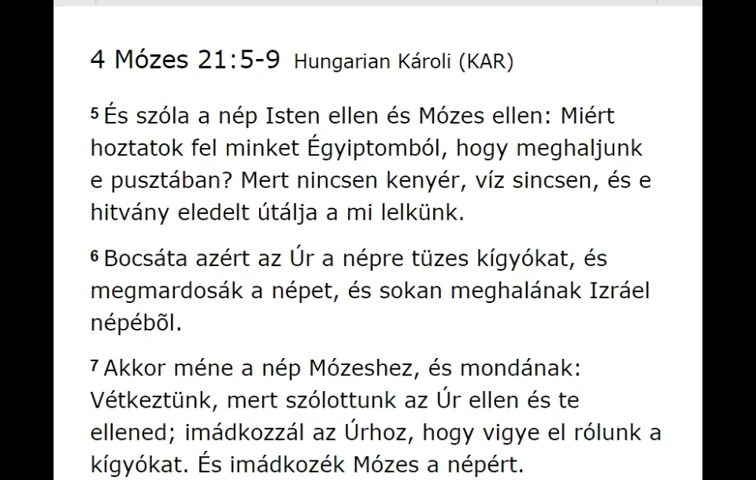 4 Mózes 21:5-9 Hungarian Károli (KAR)
5 És szóla a nép Isten ellen és Mózes ellen: Miért
hoztatok fel minket Égyiptomból, hogy meghaljunk
e pusztában? Mert nincsen kenyér, víz sincsen, és e
hitvány eledelt útálja a mi lelkünk.
6 Bocsáta azért az Úr a népre tüzes kígyókat, és
megmardosák a népet, és sokan meghalának Izráel
népébõl.
7 Akkor méne a nép Mózeshez, és mondának:
Vétkeztünk, mert szólottunk az Úr ellen és te
ellened; imádkozzál az Úrhoz, hogy vigye el rólunk a
kígyókat. És imádkozék Mózes a népért.